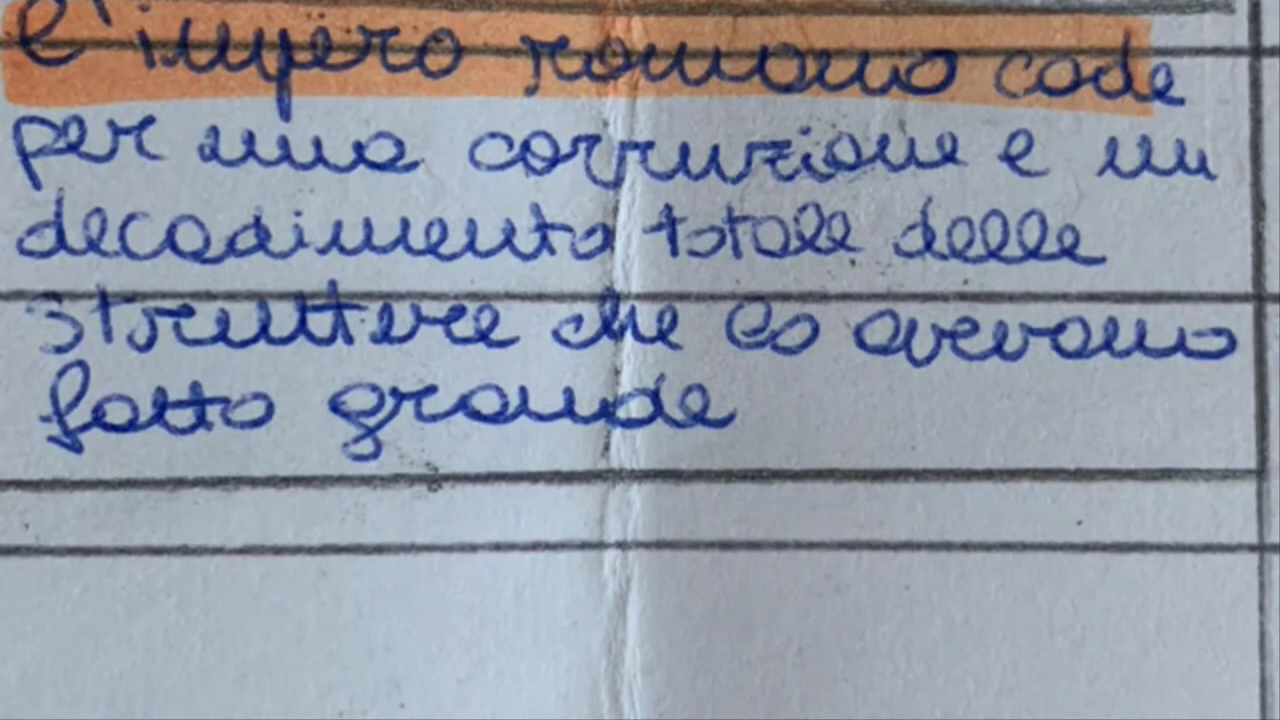 l'impero romano cade
per una corruzione e un
decadimento totale delle
strutture che lo avevano
fatto grande